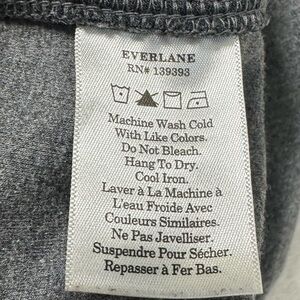 EVERLANE
RN# 139393
Machine Wash Cold
With Like Colors.
Do Not Bleach.
Hang To Dry.
Cool Iron.
Laver à La Machine à
L'eau Froide Avec
Couleurs Similaires.
Ne Pas Javelliser.
Suspendre Pour Sécher.
Repasser à Fer Bas.